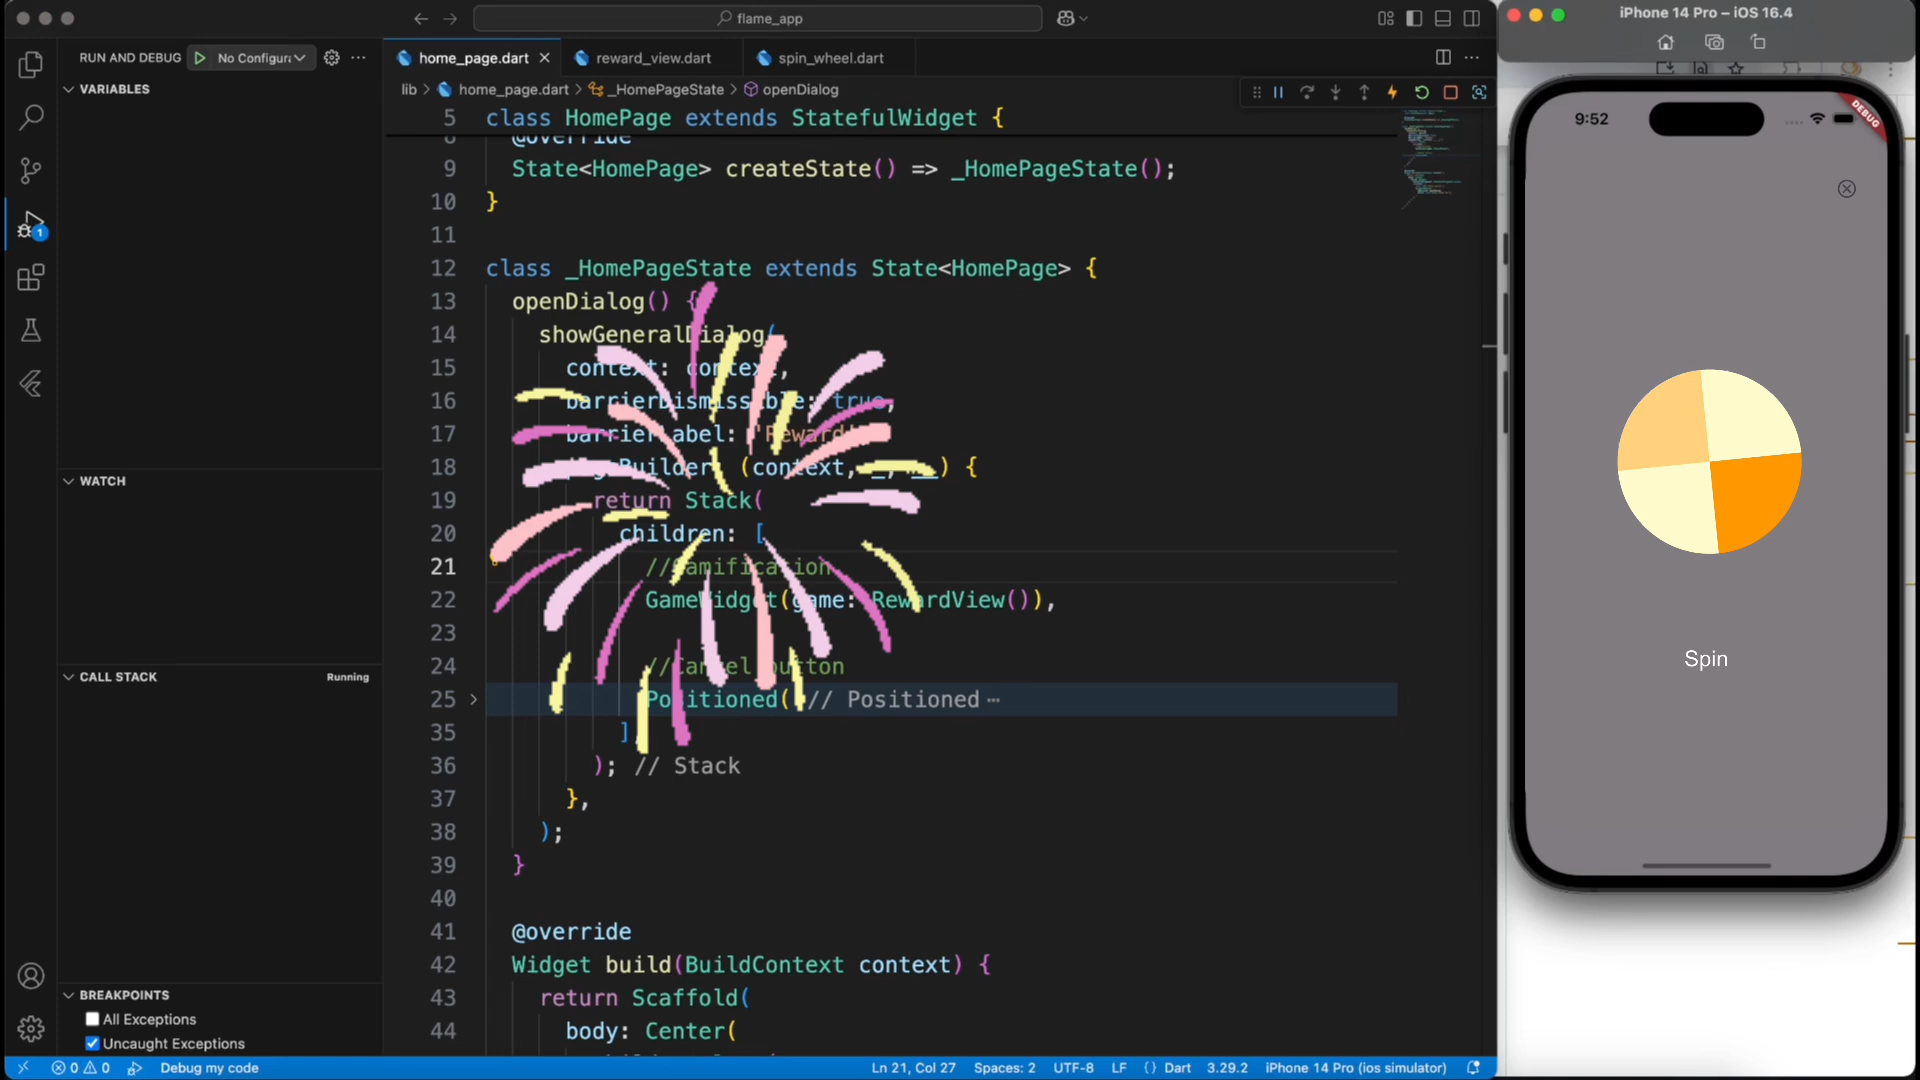 flame_app
iPhone 14 Pro – iOS 16.4
RUN AND DEBUG
No Configura
home_page.dart
reward_view.dart
spin_wheel.dart
VARIABLES
lib > home_page.dart > _HomePageState > openDialog
5 class HomePage extends StatefulWidget {
8 @override
9 State<HomePage> createState() => _HomePageState();
10 }
11
12 class _HomePageState extends State<HomePage> {
13 openDialog() {
14 showGeneralDialog(
15 context: context,
16 barrierDismissible: true,
17 barrierLabel: 'Reward',
18 pageBuilder: (context, _, __) {
19 return Stack(
20 children: [
21 //Gamification
22 GameWidget(game: RewardView()),
23
24 //Cancel button
25 Positioned( // Positioned ⋯
35 ]
36 ); // Stack
37 },
38 );
39 }
40
41 @override
42 Widget build(BuildContext context) {
43 return Scaffold(
44 body: Center(
WATCH
CALL STACK
Running
BREAKPOINTS
All Exceptions
Uncaught Exceptions
1
0 0
Debug my code
Ln 21, Col 27
Spaces: 2
UTF-8
LF
{} Dart
3.29.2
iPhone 14 Pro (ios simulator)
9:52
DEBUG
Spin